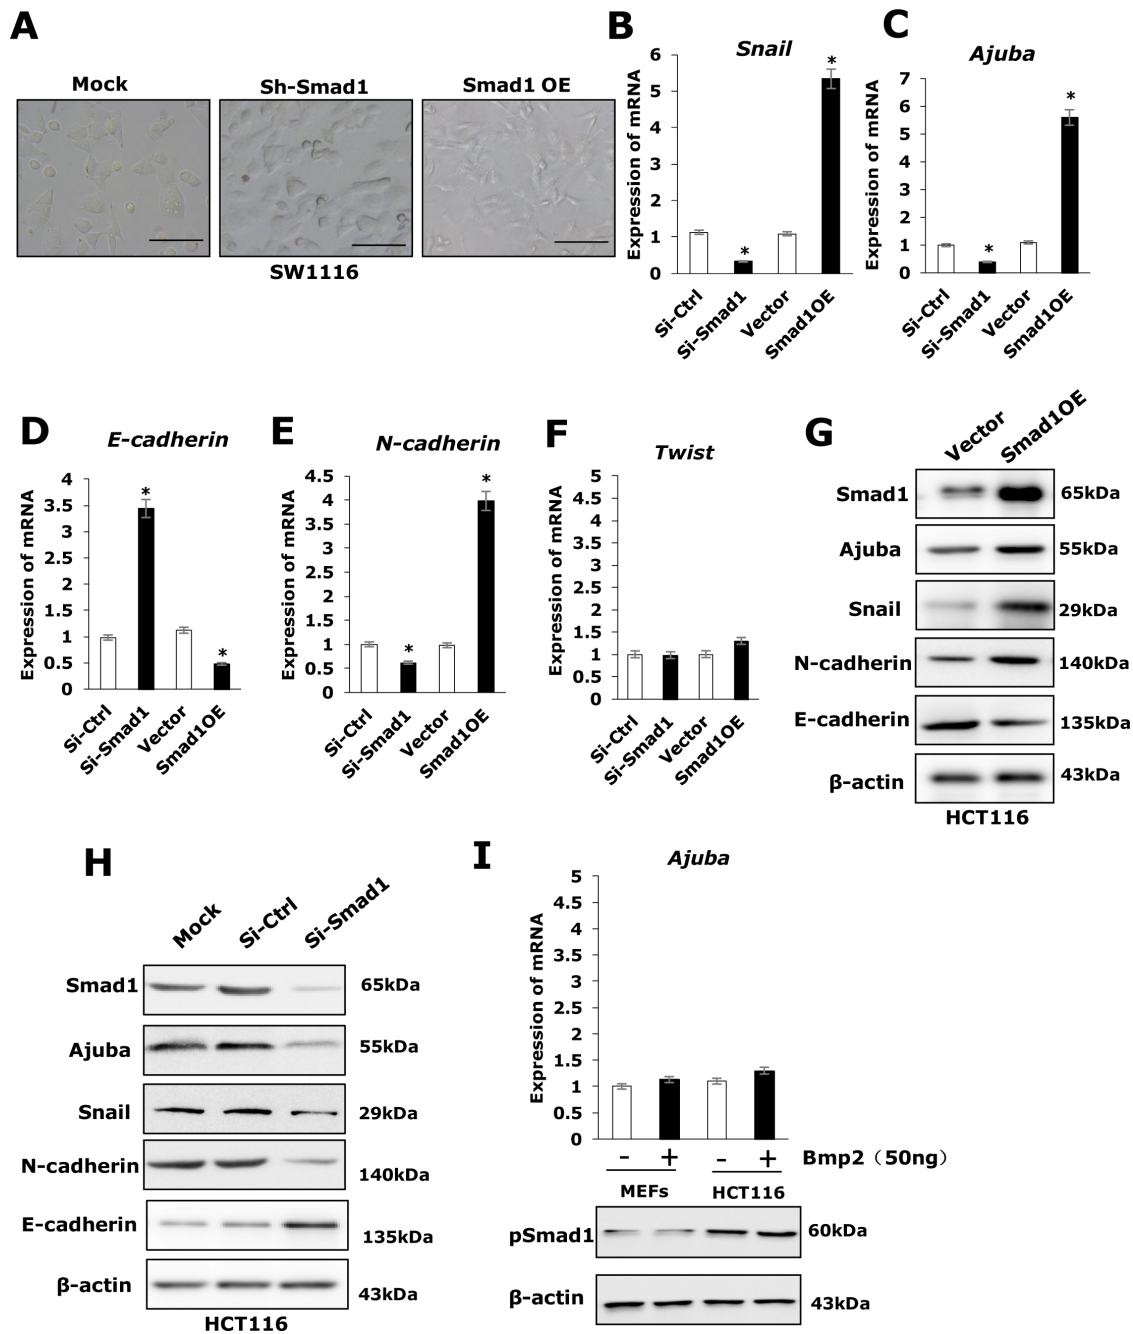 A
Mock
Sh-Smad1
Smad1 OE
SW1116
B
Snail
Expression of mRNA
6
5
4
3
2
1
0
*
*
Si-Ctrl
Si-Smad1
Vector
Smad1OE
C
Ajuba
Expression of mRNA
7
6
5
4
3
2
1
0
*
*
Si-Ctrl
Si-Smad1
Vector
Smad1OE
D
E-cadherin
Expression of mRNA
4
3.5
3
2.5
2
1.5
1
0.5
0
*
*
Si-Ctrl
Si-Smad1
Vector
Smad1OE
E
N-cadherin
Expression of mRNA
4.5
4
3.5
3
2.5
2
1.5
1
0.5
0
*
*
Si-Ctrl
Si-Smad1
Vector
Smad1OE
F
Twist
Expression of mRNA
5
4.5
4
3.5
3
2.5
2
1.5
1
0.5
0
Si-Ctrl
Si-Smad1
Vector
Smad1OE
G
Vector
Smad1OE
Smad1 65kDa
Ajuba 55kDa
Snail 29kDa
N-cadherin 140kDa
E-cadherin 135kDa
β-actin 43kDa
HCT116
H
Mock
Si-Ctrl
Si-Smad1
Smad1 65kDa
Ajuba 55kDa
Snail 29kDa
N-cadherin 140kDa
E-cadherin 135kDa
β-actin 43kDa
HCT116
I
Ajuba
Expression of mRNA
5
4.5
4
3.5
3
2.5
2
1.5
1
0.5
0
- + - + Bmp2（50ng）
MEFs HCT116
pSmad1 60kDa
β-actin 43kDa